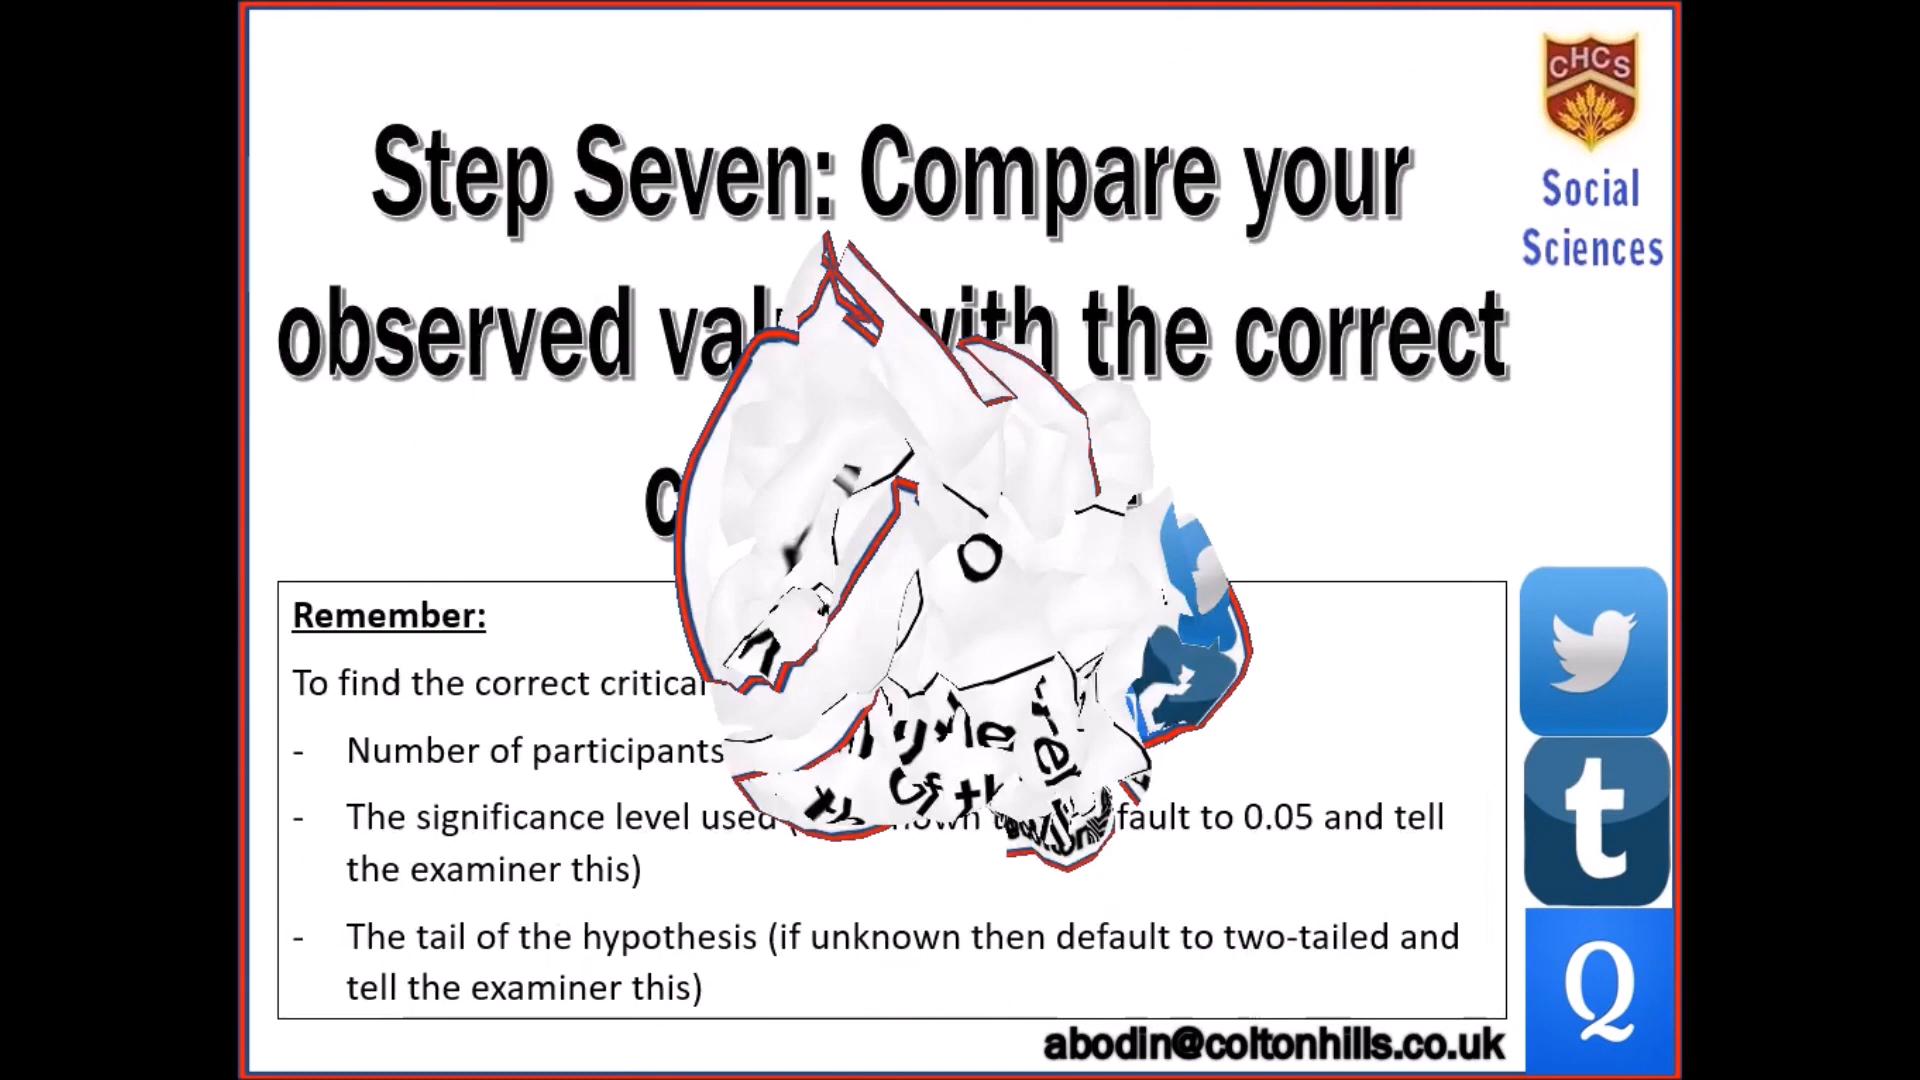 CHCS
Social
Sciences
Step Seven: Compare your
observed with the correct
Remember:
To find the correct critical
- Number of participants
- The significance level used fault to 0.05 and tell
the examiner this)
- The tail of the hypothesis (if unknown then default to two-tailed and
tell the examiner this)
t
Q
abodin@coltonhills.co.uk